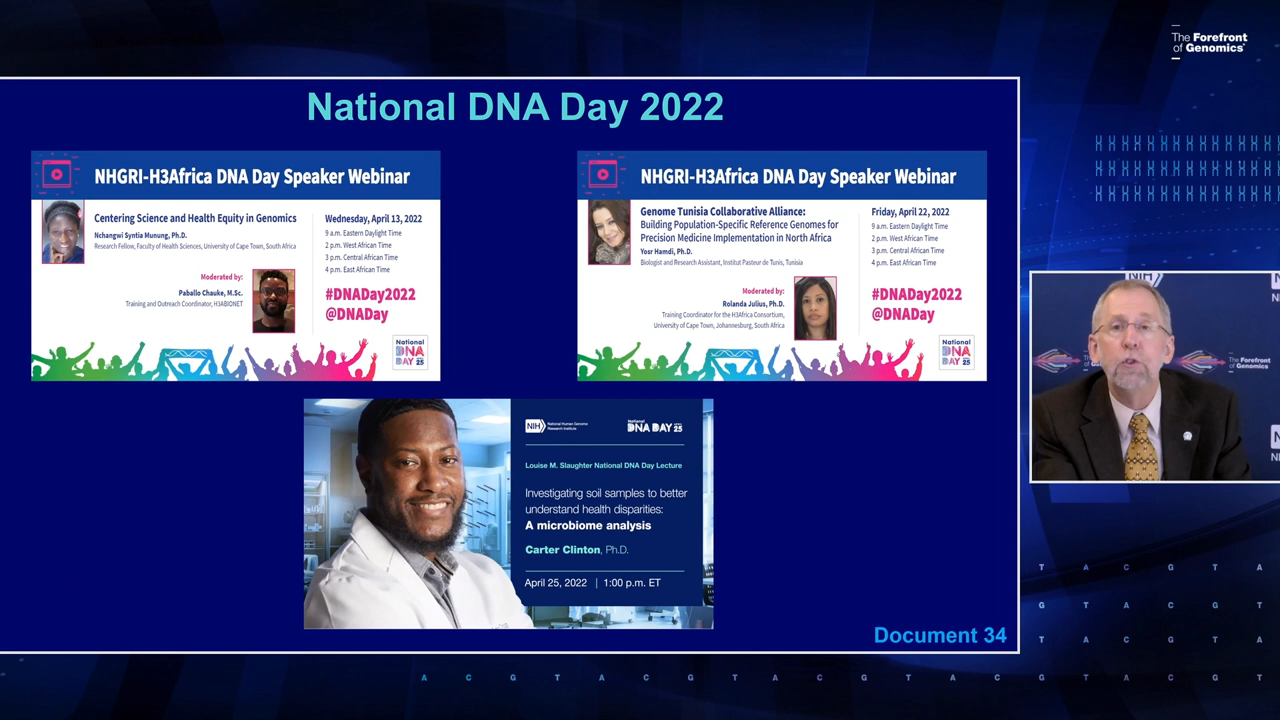 The Forefront
of Genomics®
National DNA Day 2022
NHGRI-H3Africa DNA Day Speaker Webinar
Centering Science and Health Equity in Genomics
Nchangwi Syntia Munung, Ph.D.
Research Fellow, Faculty of Health Sciences, University of Cape Town, South Africa
Moderated by:
Paballo Chauke, M.Sc.
Training and Outreach Coordinator, H3ABIONET
Wednesday, April 13, 2022
9 a.m. Eastern Daylight Time
2 p.m. West African Time
3 p.m. Central African Time
4 p.m. East African Time
#DNADay2022
@DNADay
National
DNA
DAY
25
NHGRI-H3Africa DNA Day Speaker Webinar
Genome Tunisia Collaborative Alliance:
Building Population-Specific Reference Genomes for
Precision Medicine Implementation in North Africa
Yosr Hamdi, Ph.D.
Biologist and Research Assistant, Institut Pasteur de Tunis, Tunisia
Moderated by:
Rolanda Julius, Ph.D.
Training Coordinator for the H3Africa Consortium,
University of Cape Town, Johannesburg, South Africa
Friday, April 22, 2022
9 a.m. Eastern Daylight Time
2 p.m. West African Time
3 p.m. Central African Time
4 p.m. East African Time
#DNADay2022
@DNADay
National
DNA
DAY
25
NIH
National Human Genome
Research Institute
National
DNA DAY
25
Louise M. Slaughter National DNA Day Lecture
Investigating soil samples to better
understand health disparities:
A microbiome analysis
Carter Clinton, Ph.D.
April 25, 2022 | 1:00 p.m. ET
Document 34
NIH
The Forefront
of Genomics
T A C G T A
G T A C G T
T A C G T A
A C G T A C G T A C G T A C G T A C G T